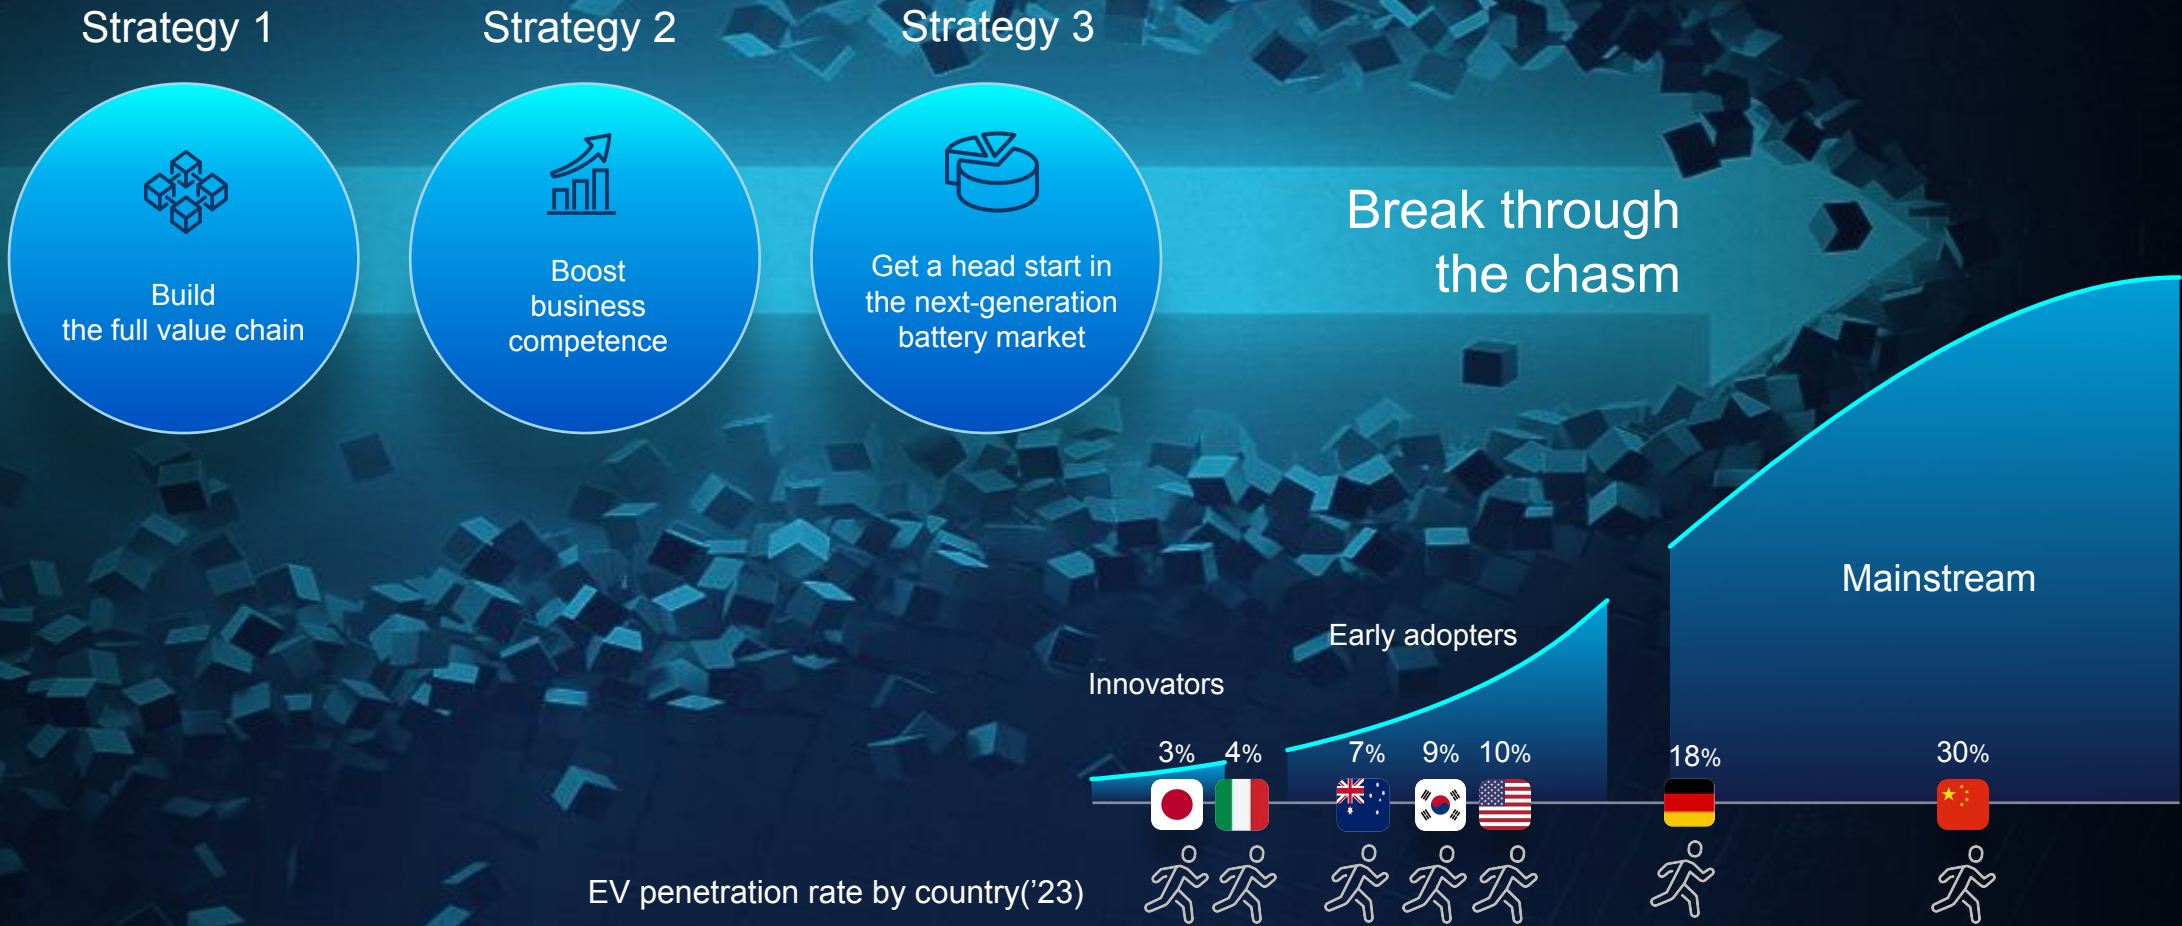 Strategy 1
Strategy 2
Strategy 3
Build
the full value chain
Boost
business
competence
Get a head start in
the next-generation
battery market
Break through
the chasm
Mainstream
Early adopters
Innovators
3%
4%
7%
9%
10%
18%
30%
EV penetration rate by country(’23)